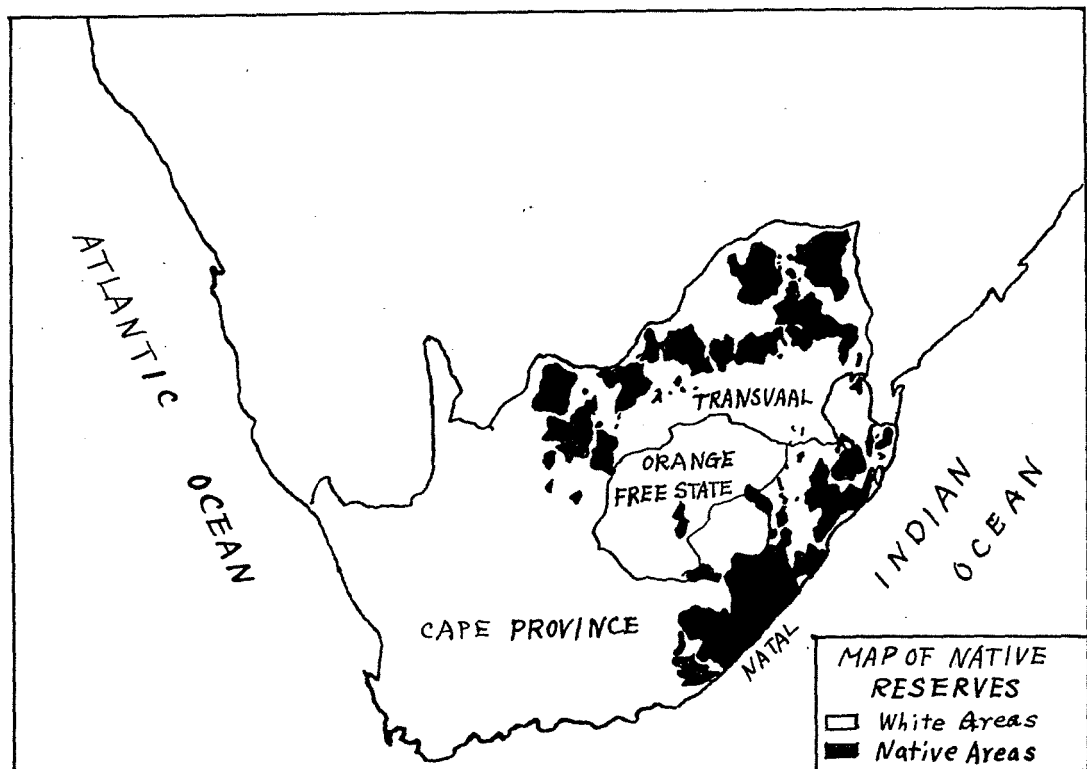 ATLANTIC
OCEAN
TRANSVAAL
ORANGE
FREE STATE
INDIAN
OCEAN
CAPE PROVINCE
NATAL
MAP OF NATIVE
RESERVES
White Areas
Native Areas